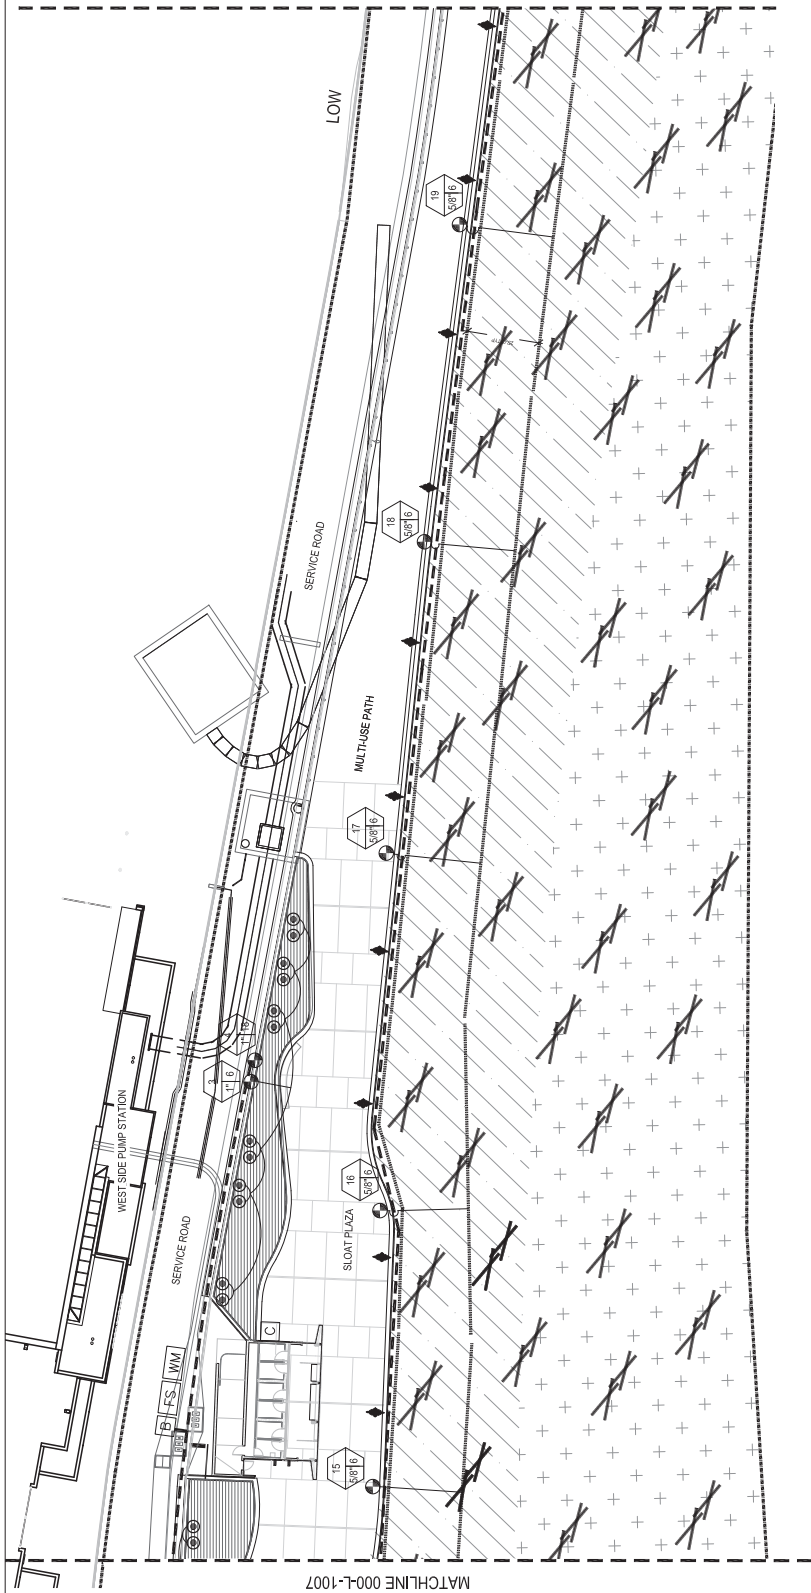 LOW
19
5/8" 6
SERVICE ROAD
18
5/8" 6
MULTI-USE PATH
17
5/8" 6
WEST SIDE PUMP STATION
3
1" 6
16
5/8" 6
SLOAT PLAZA
SERVICE ROAD
C
WM
FS
B
15
5/8" 6
MATCHLINE 000-L-1007